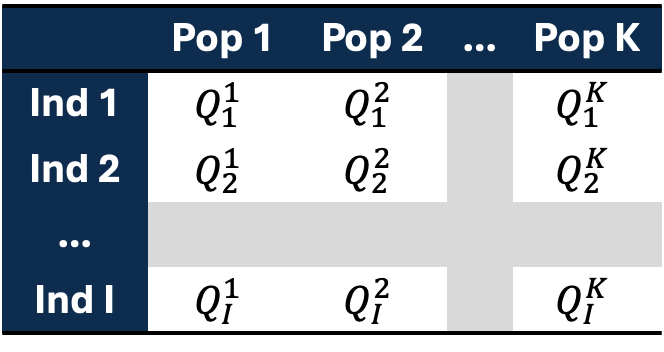 Pop 1 Pop 2 ... Pop K
Ind 1 $Q_1^1$ $Q_1^2$ $Q_1^K$
Ind 2 $Q_2^1$ $Q_2^2$ $Q_2^K$
...
Ind I $Q_I^1$ $Q_I^2$ $Q_I^K$